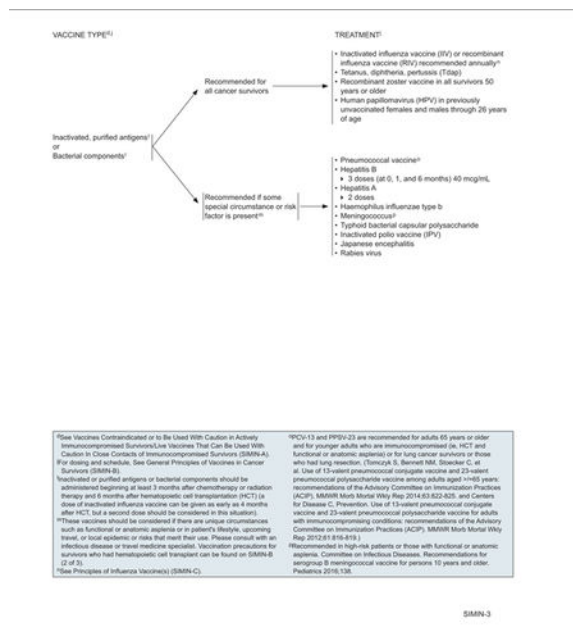 VACCINE TYPE
TREATMENT
Recommended for
all cancer survivors
• Inactivated influenza vaccine (IIV) or recombinant
influenza vaccine (RIV) recommended annually
• Tetanus, diphtheria, pertussis (Tdap)
• Recombinant zoster vaccine in all survivors 50
years or older
• Human papillomavirus (HPV) in previously
unvaccinated females and males through 26 years
of age
Inactivated, purified antigens
or
Bacterial components
Recommended if some
special circumstance or risk
factor is present
• Pneumococcal vaccine
• Hepatitis B
▸ 3 doses (at 0, 1, and 6 months) 40 mcg/mL
• Hepatitis A
▸ 2 doses
• Haemophilus influenzae type b
• Meningococcus
• Typhoid bacterial capsular polysaccharide
• Inactivated polio vaccine (IPV)
• Japanese encephalitis
• Rabies virus
See Vaccines Contraindicated or to Be Used With Caution in Actively
Immunocompromised Survivors/Live Vaccines That Can Be Used With
Caution In Close Contacts of Immunocompromised Survivors (SIMIN-A).
For dosing and schedule, See General Principles of Vaccines in Cancer
Survivors (SIMIN-B).
Inactivated or purified antigens or bacterial components should be
administered beginning at least 3 months after chemotherapy or radiation
therapy and 6 months after hematopoietic cell transplantation (HCT) (a
dose of inactivated influenza vaccine can be given as early as 4 months
after HCT, but a second dose should be considered in this situation).
These vaccines should be considered if there are unique circumstances
such as functional or anatomic asplenia or in patient's lifestyle, upcoming
travel, or local epidemic or risks that merit their use. Please consult with an
infectious disease or travel medicine specialist. Vaccination precautions for
survivors who had hematopoietic cell transplant can be found on SIMIN-B
(2 of 3).
See Principles of Influenza Vaccine(s) (SIMIN-C).
PCV-13 and PPSV-23 are recommended for adults 65 years or older
and for younger adults who are immunocompromised (ie, HCT and
functional or anatomic asplenia) or for lung cancer survivors or those
who had lung resection. (Tomczyk S, Bennett NM, Stoecker C, et
al. Use of 13-valent pneumococcal conjugate vaccine and 23-valent
pneumococcal polysaccharide vaccine among adults aged >/=65 years:
recommendations of the Advisory Committee on Immunization Practices
(ACIP). MMWR Morb Mortal Wkly Rep 2014;63:822-825. and Centers
for Disease C, Prevention. Use of 13-valent pneumococcal conjugate
vaccine and 23-valent pneumococcal polysaccharide vaccine for adults
with immunocompromising conditions: recommendations of the Advisory
Committee on Immunization Practices (ACIP). MMWR Morb Mortal Wkly
Rep 2012;61:816-819.)
Recommended in high-risk patients or those with functional or anatomic
asplenia. Committee on Infectious Diseases. Recommendations for
serogroup B meningococcal vaccine for persons 10 years and older.
Pediatrics 2016;138.
SIMIN-3